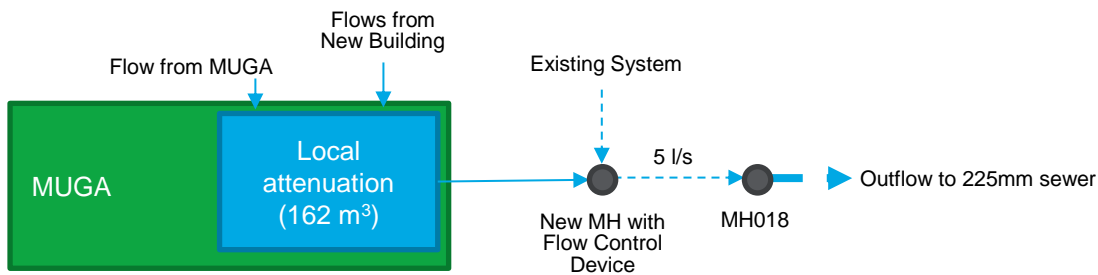 Flows from
New Building
Flow from MUGA
Existing System
MUGA
Local
attenuation
(162 m³)
5 l/s
Outflow to 225mm sewer
New MH with
Flow Control
Device
MH018